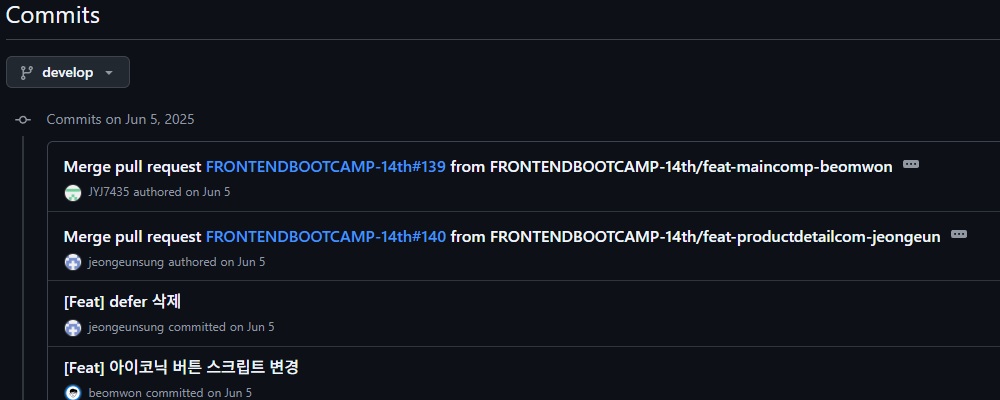 Commits
develop
Commits on Jun 5, 2025
Merge pull request FRONTENDBOOTCAMP-14th#139 from FRONTENDBOOTCAMP-14th/feat-maincomp-beomwon
JYJ7435 authored on Jun 5
Merge pull request FRONTENDBOOTCAMP-14th#140 from FRONTENDBOOTCAMP-14th/feat-productdetailcom-jeongeun
jeongeunsung authored on Jun 5
[Feat] defer 삭제
jeongeunsung committed on Jun 5
[Feat] 아이코닉 버튼 스크립트 변경
beomwon committed on Jun 5